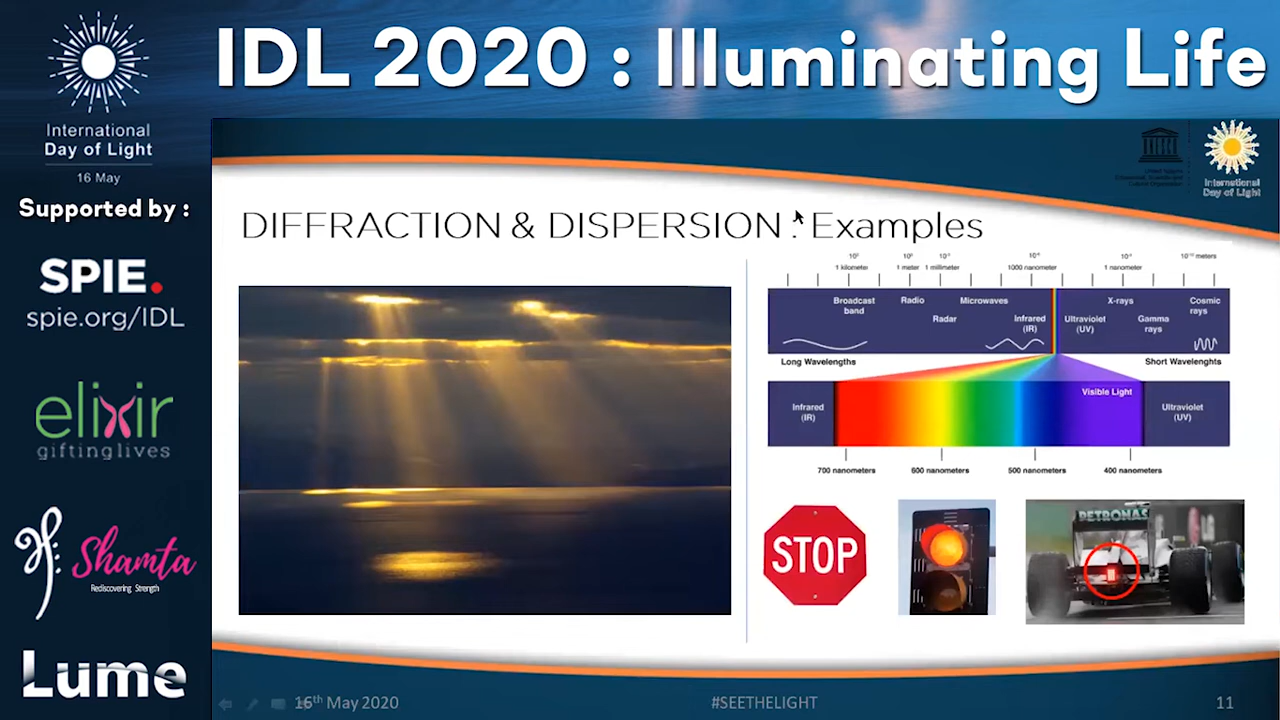 IDL 2020 : Illuminating Life
International
Day of Light
16 May
Supported by :
SPIE.
spie.org/IDL
elixir
giftinglives
Shamta
Rediscovering Strength
Lume
International
Day of Light
DIFFRACTION & DISPERSION : Examples
1 kilometer 1 meter 1 millimeter 1000 nanometer 1 nanometer
Broadcast
band
Radio
Radar
Microwaves
Infrared
(IR)
Ultraviolet
(UV)
X-rays
Gamma
rays
Cosmic
rays
Long Wavelengths
Short Wavelenghts
Infrared
(IR)
Visible Light
Ultraviolet
(UV)
700 nanometers 600 nanometers 500 nanometers 400 nanometers
STOP
PETRONAS
16th May 2020
#SEETHELIGHT
11